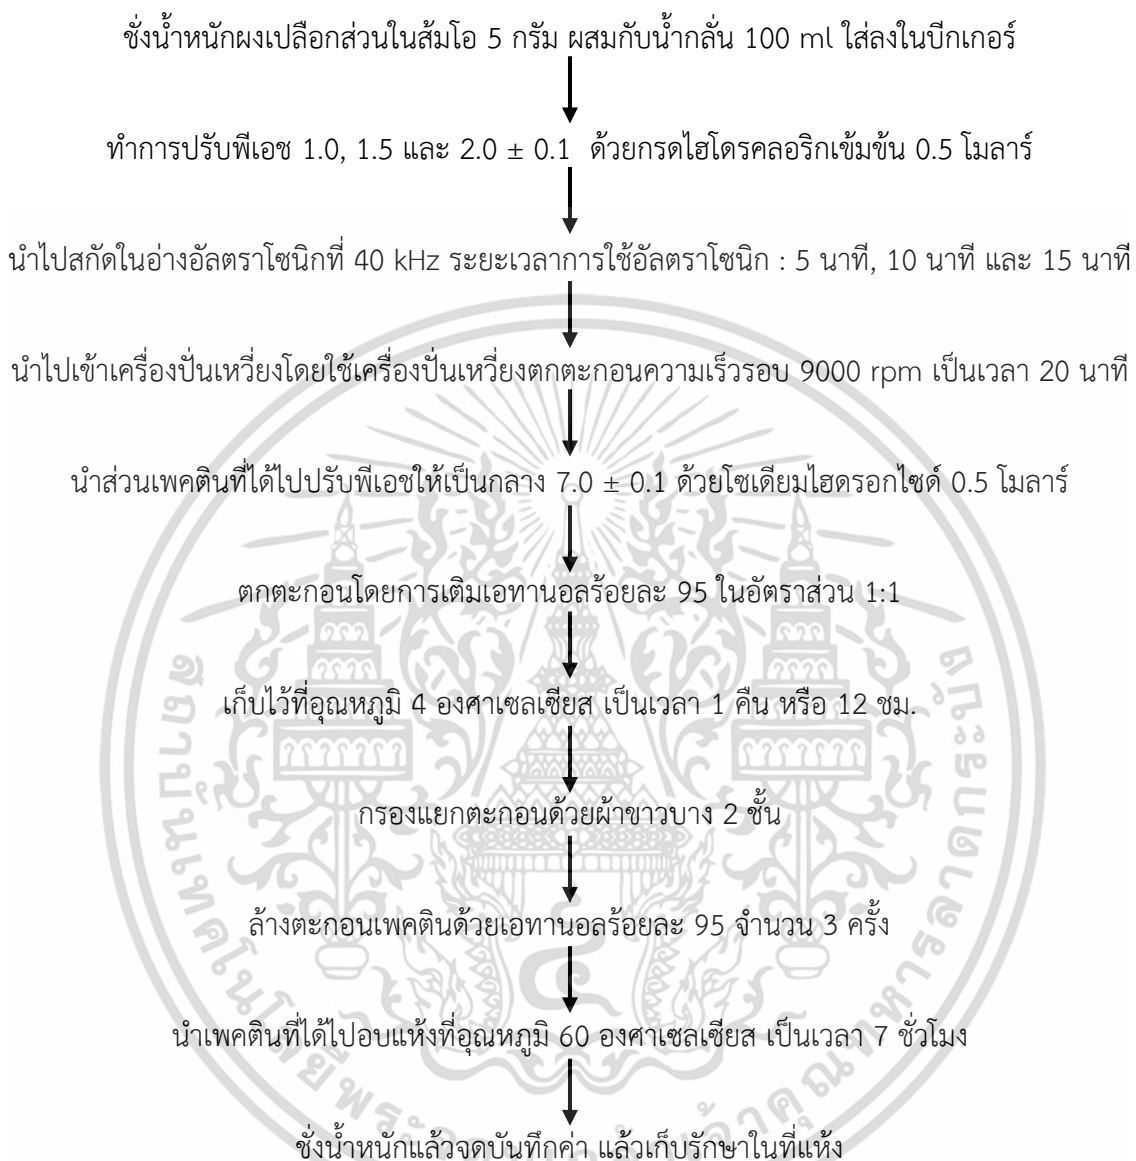 ชั่งน้ำหนักผงเปลือกส่วนในส้มโอ 5 กรัม ผสมกับน้ำกลั่น 100 ml ใส่ลงในบีกเกอร์
ทำการปรับพีเอช 1.0, 1.5 และ 2.0 ± 0.1 ด้วยกรดไฮโดรคลอริกเข้มข้น 0.5 โมลาร์
นำไปสกัดในอ่างอัลตราโซนิกที่ 40 kHz ระยะเวลาการใช้อัลตราโซนิก : 5 นาที, 10 นาที และ 15 นาที
นำไปเข้าเครื่องปั่นเหวี่ยงโดยใช้เครื่องปั่นเหวี่ยงตกตะกอนความเร็วรอบ 9000 rpm เป็นเวลา 20 นาที
นำส่วนเพคตินที่ได้ไปปรับพีเอชให้เป็นกลาง 7.0 ± 0.1 ด้วยโซเดียมไฮดรอกไซด์ 0.5 โมลาร์
ตกตะกอนโดยการเติมเอทานอลร้อยละ 95 ในอัตราส่วน 1:1
เก็บไว้ที่อุณหภูมิ 4 องศาเซลเซียส เป็นเวลา 1 คืน หรือ 12 ชม.
กรองแยกตะกอนด้วยผ้าขาวบาง 2 ชั้น
ล้างตะกอนเพคตินด้วยเอทานอลร้อยละ 95 จำนวน 3 ครั้ง
นำเพคตินที่ได้ไปอบแห้งที่อุณหภูมิ 60 องศาเซลเซียส เป็นเวลา 7 ชั่วโมง
ชั่งน้ำหนักแล้วจดบันทึกค่า แล้วเก็บรักษาในที่แห้ง